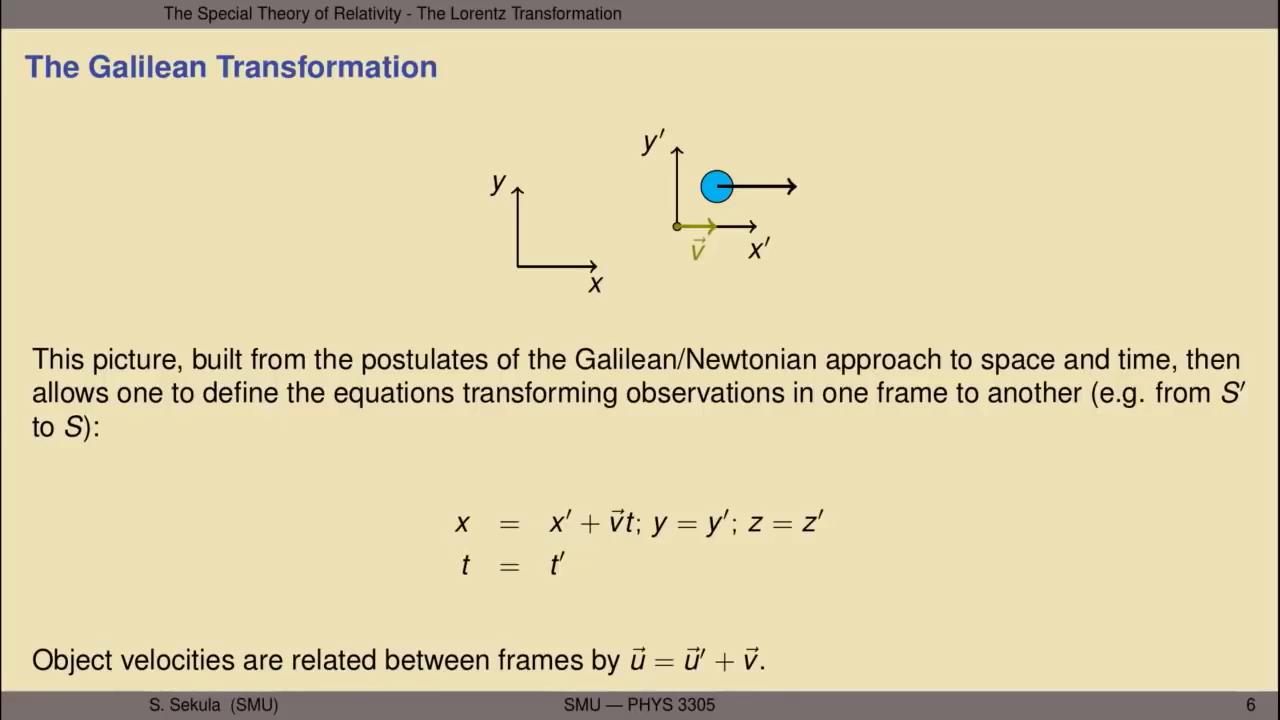 The Special Theory of Relativity - The Lorentz Transformation
The Galilean Transformation
y′
y
v⃗
x′
x
This picture, built from the postulates of the Galilean/Newtonian approach to space and time, then
allows one to define the equations transforming observations in one frame to another (e.g. from S′
to S):
x = x′ + v⃗t; y = y′; z = z′
t = t′
Object velocities are related between frames by u⃗ = u⃗′ + v⃗.
S. Sekula (SMU) SMU — PHYS 3305 6